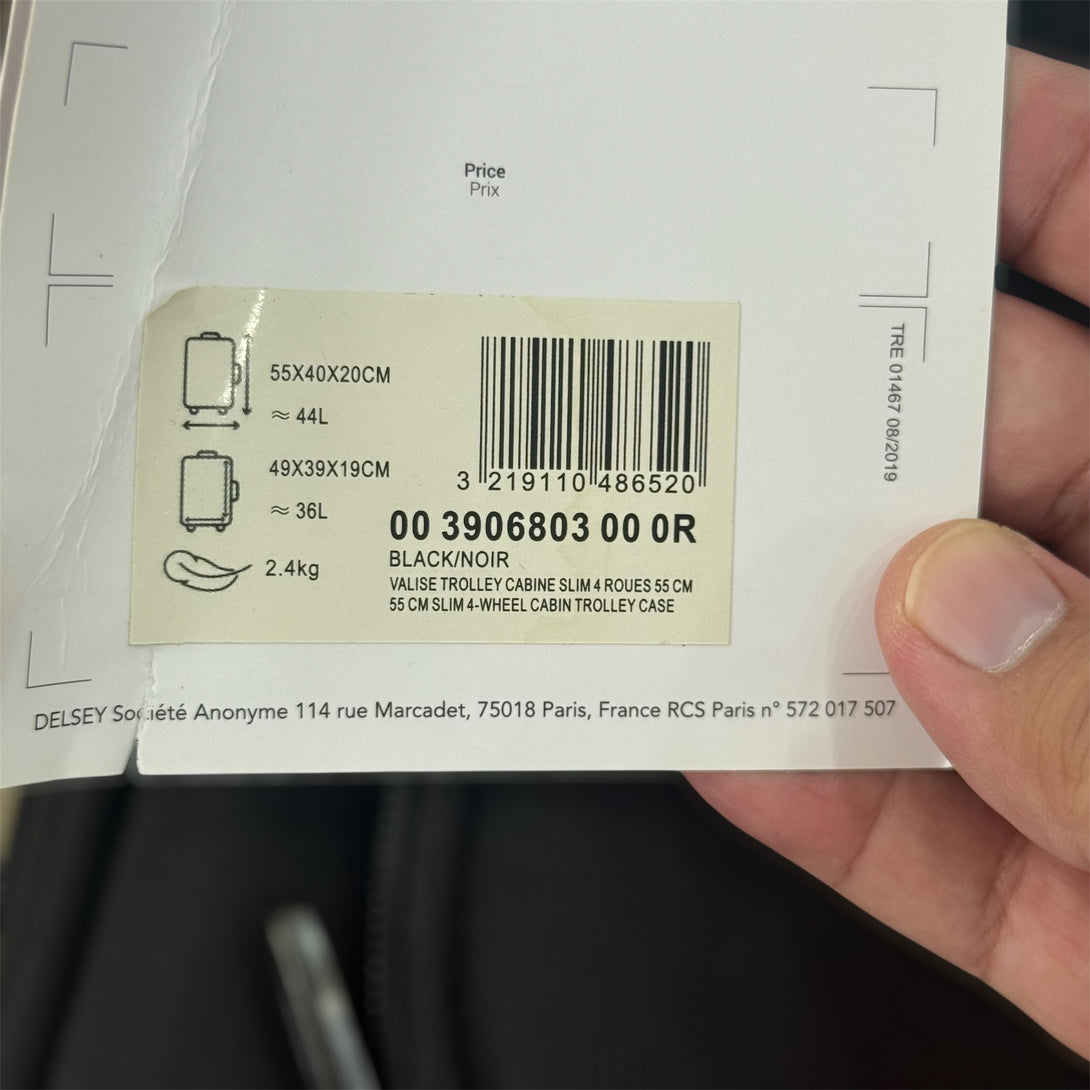 Price
Prix
55X40X20CM
≈ 44L
49X39X19CM
≈ 36L
2.4kg
3 219110 486520
00 3906803 00 0R
BLACK/NOIR
VALISE TROLLEY CABINE SLIM 4 ROUES 55 CM
55 CM SLIM 4-WHEEL CABIN TROLLEY CASE
TRE 01467 08/2019
DELSEY Société Anonyme 114 rue Marcadet, 75018 Paris, France RCS Paris n° 572 017 507